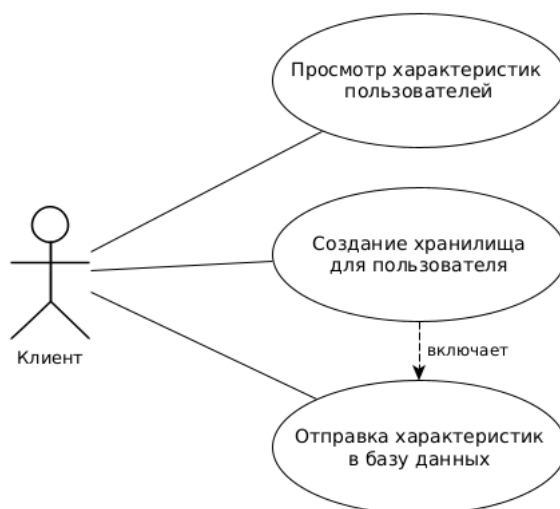 Просмотр характеристик
пользователей
Создание хранилища
для пользователя
включает
Клиент
Отправка характеристик
в базу данных